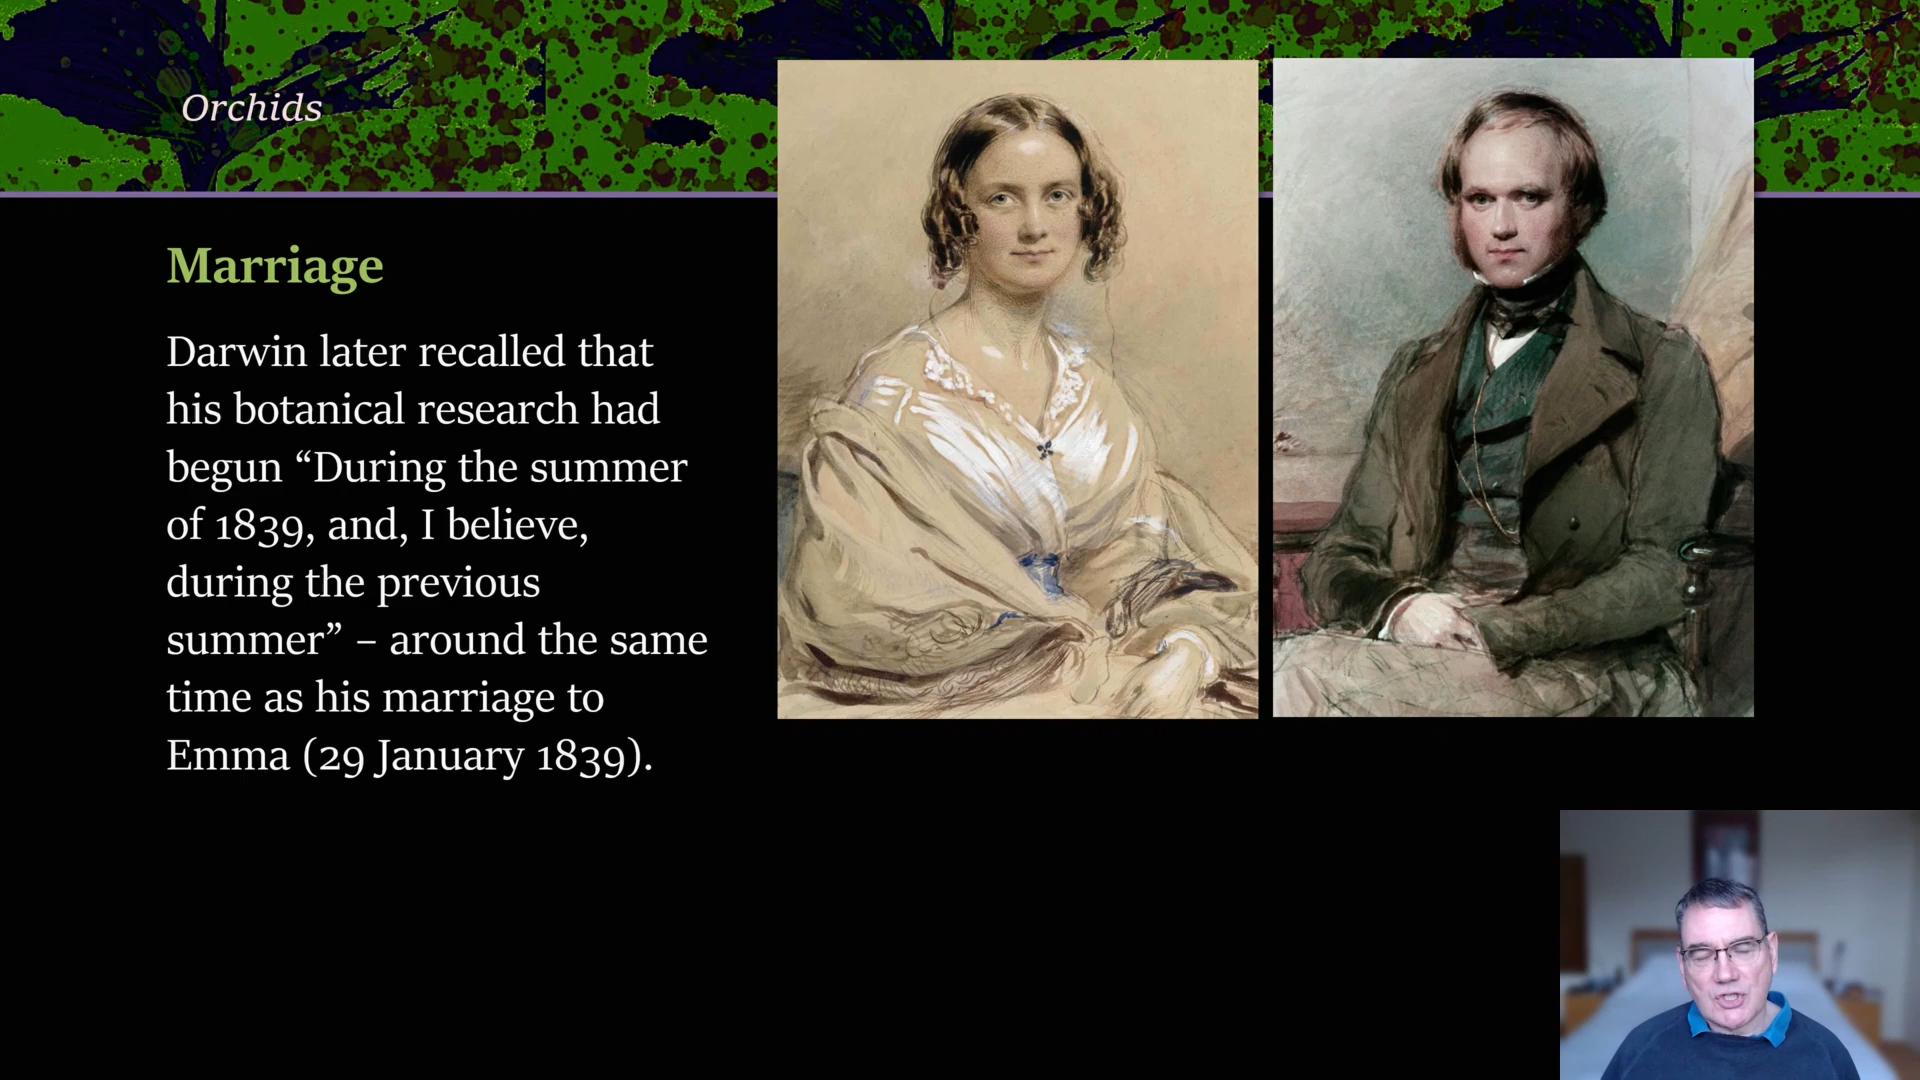 Orchids
Marriage
Darwin later recalled that
his botanical research had
begun “During the summer
of 1839, and, I believe,
during the previous
summer” – around the same
time as his marriage to
Emma (29 January 1839).